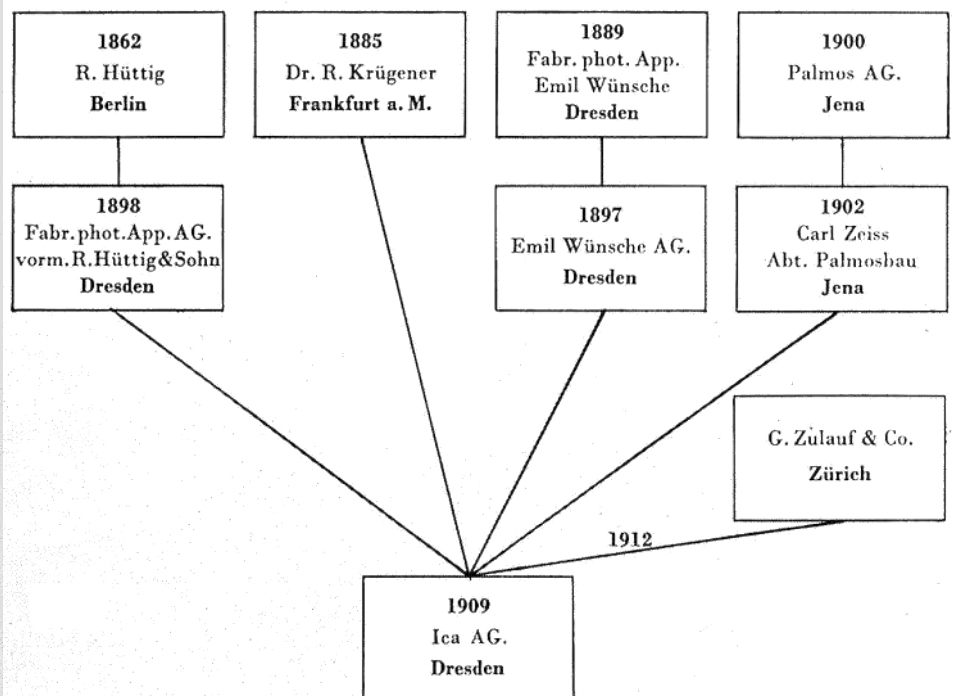 1862
R. Hüttig
Berlin
1885
Dr. R. Krügener
Frankfurt a. M.
1889
Fabr. phot. App.
Emil Wünsche
Dresden
1900
Palmos AG.
Jena
1898
Fabr. phot. App. AG.
vorm. R. Hüttig & Sohn
Dresden
1897
Emil Wünsche AG.
Dresden
1902
Carl Zeiss
Abt. Palmosbau
Jena
G. Zulauf & Co.
Zürich
1912
1909
Ica AG.
Dresden